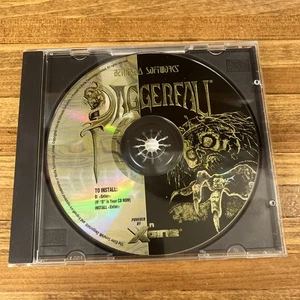 BETHESDA SOFTWORKS
DAGGERFALL
TO INSTALL:
D: <Enter>
(IF "D" is Your CD-ROM)
INSTALL <Enter>
POWERED
BY
XnGine